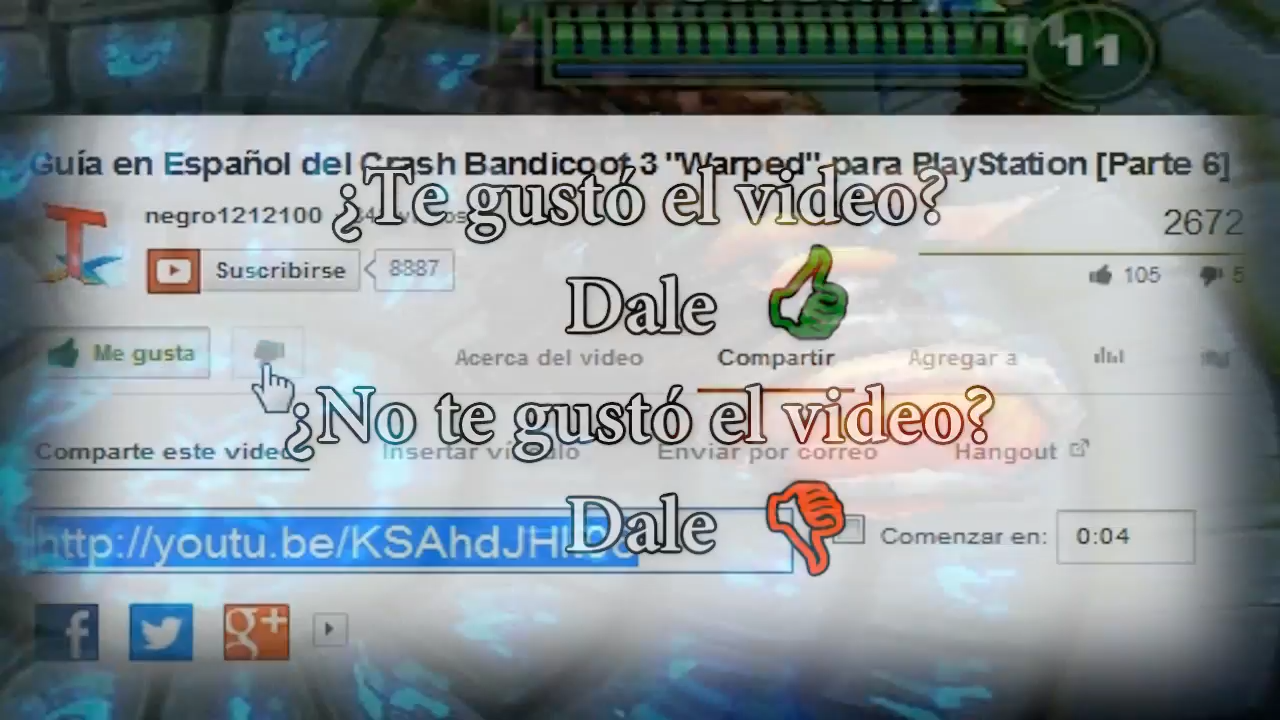 11
Guía en Español del Crash Bandicoot 3 "Warped" para PlayStation [Parte 6]
¿Te gustó el video?
negro1212100
2672
Suscribirse
8387
105
5
Dale
Me gusta
Acerca del video
Compartir
Agregar a
¿No te gustó el video?
Comparte este video
Insertar vínculo
Enviar por correo
Hangout
Dale
Comenzar en:
0:04
f
g+